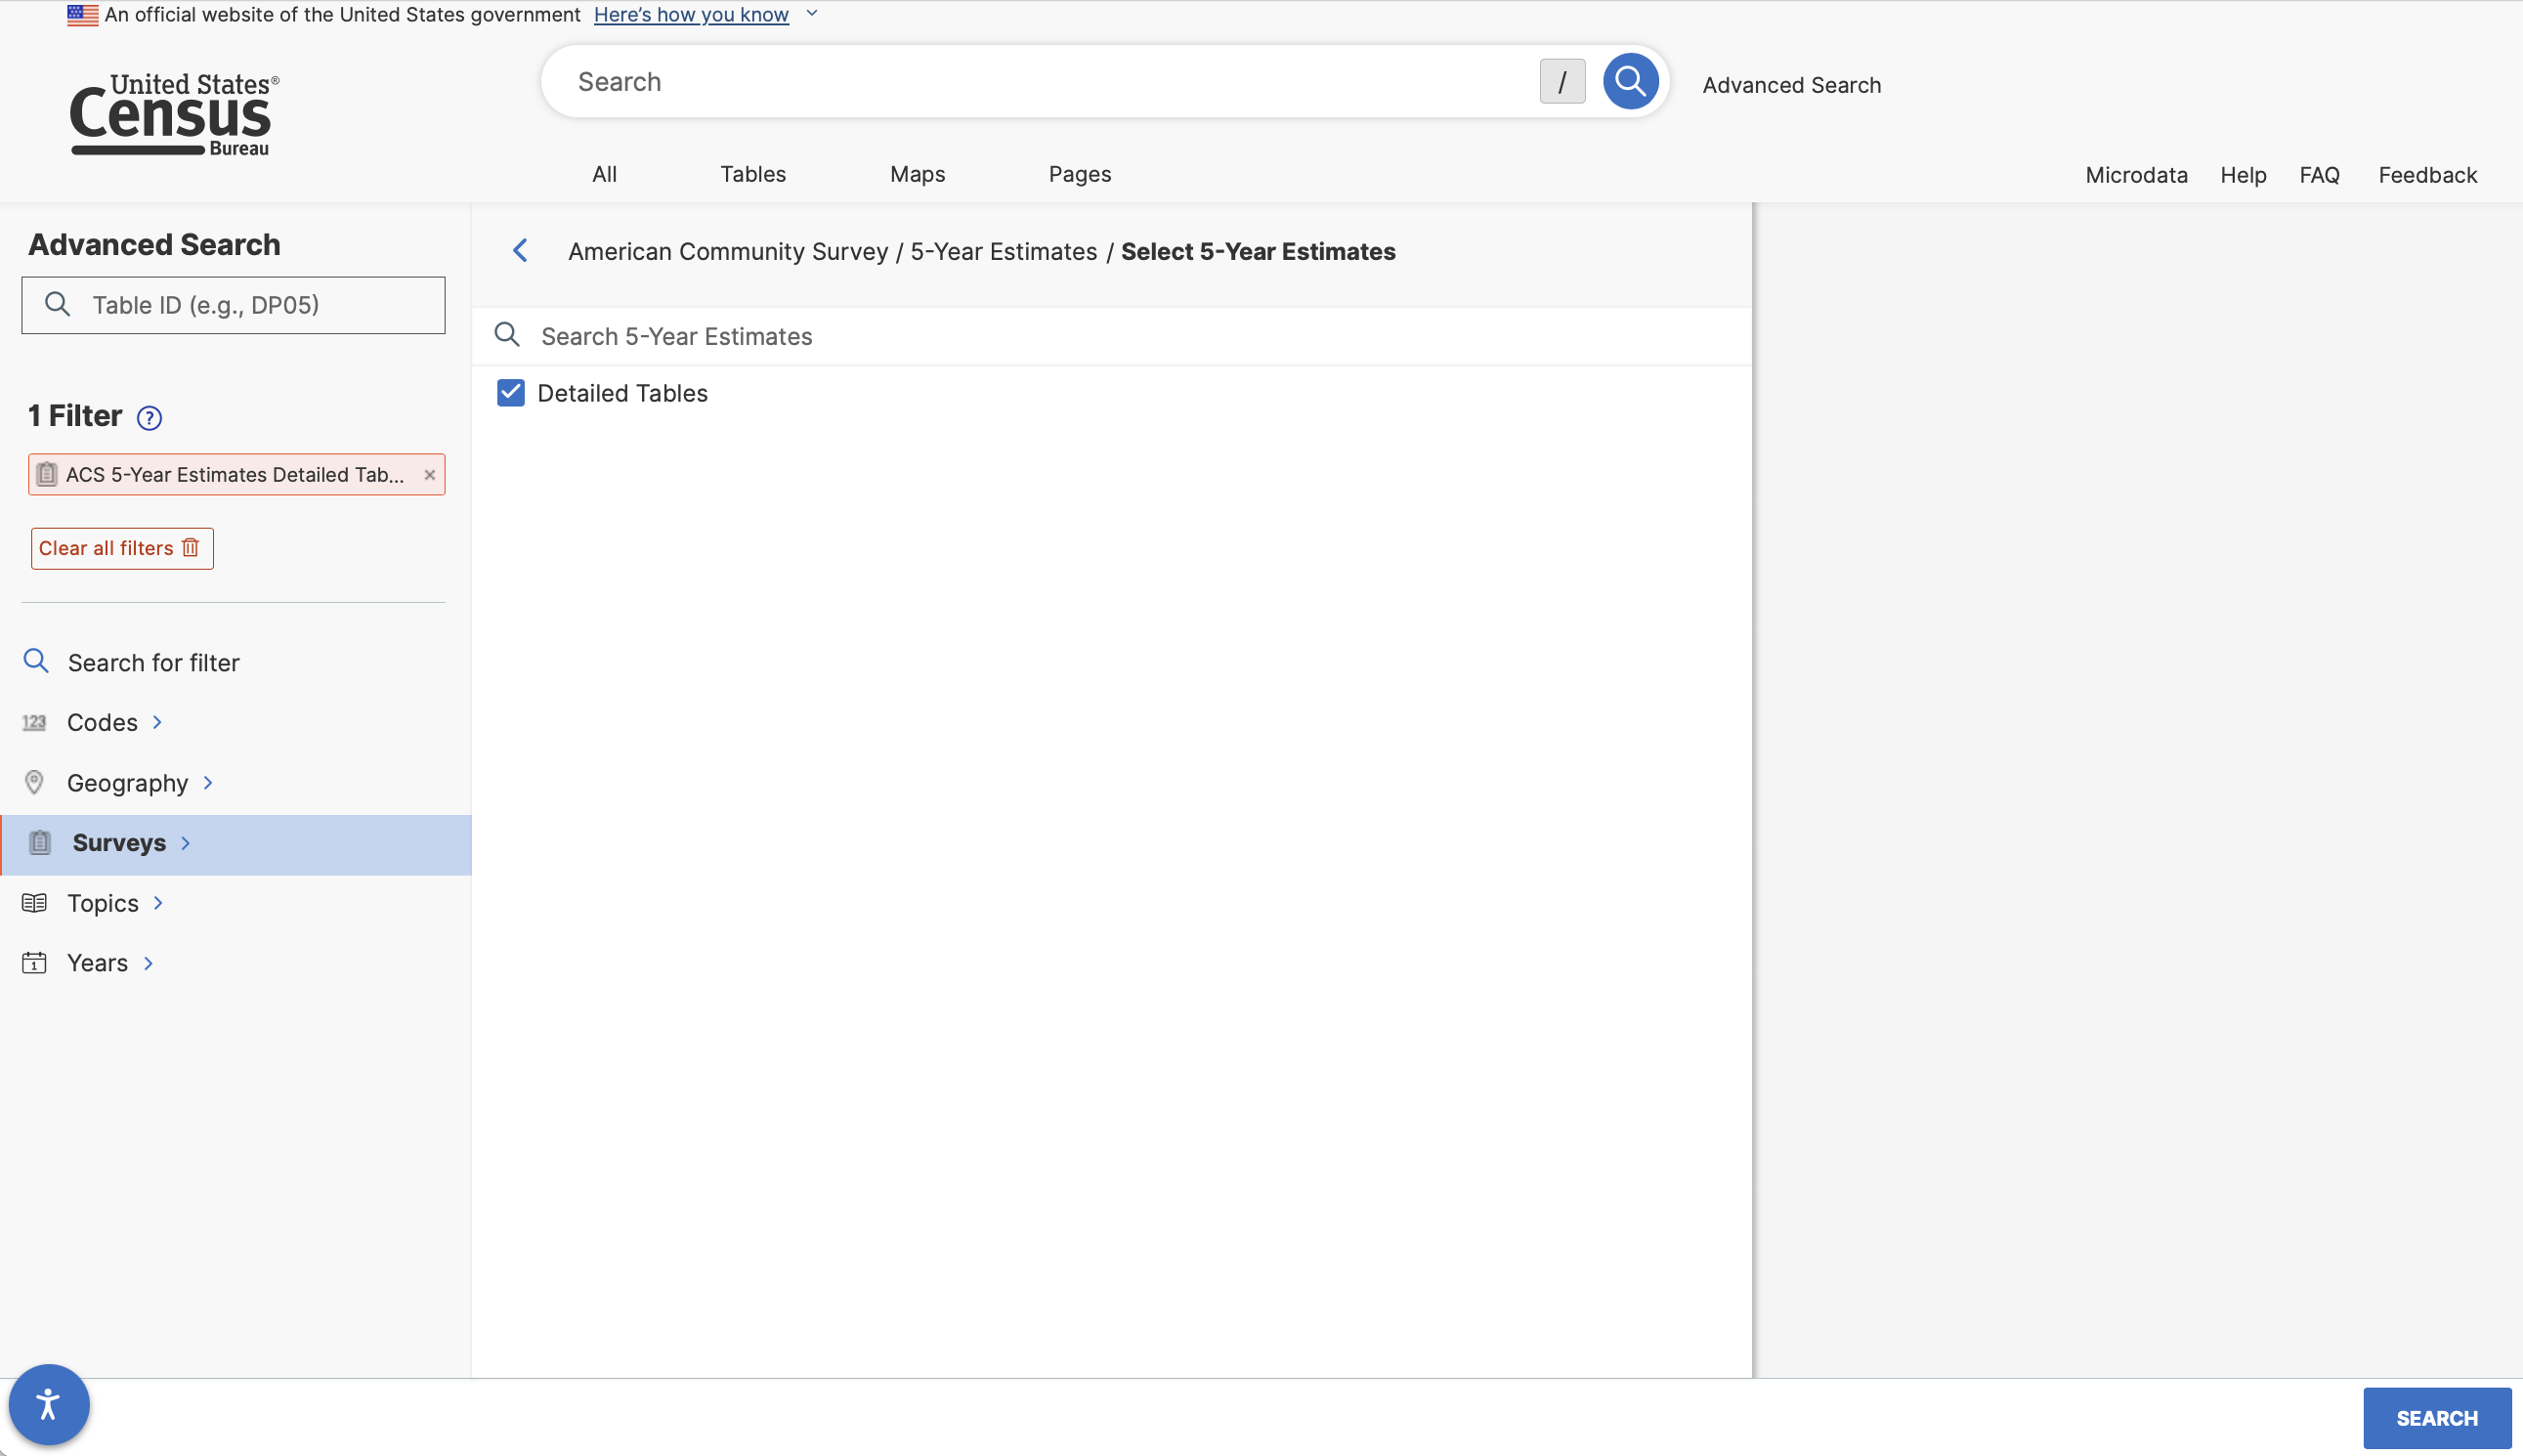 An official website of the United States government Here’s how you know
United States®
Census
Bureau
Search
/
Advanced Search
All Tables Maps Pages
Microdata Help FAQ Feedback
Advanced Search
Table ID (e.g., DP05)
1 Filter ?
ACS 5-Year Estimates Detailed Tab... ×
Clear all filters
Search for filter
123 Codes
Geography
Surveys
Topics
1 Years
American Community Survey / 5-Year Estimates / Select 5-Year Estimates
Search 5-Year Estimates
Detailed Tables
SEARCH